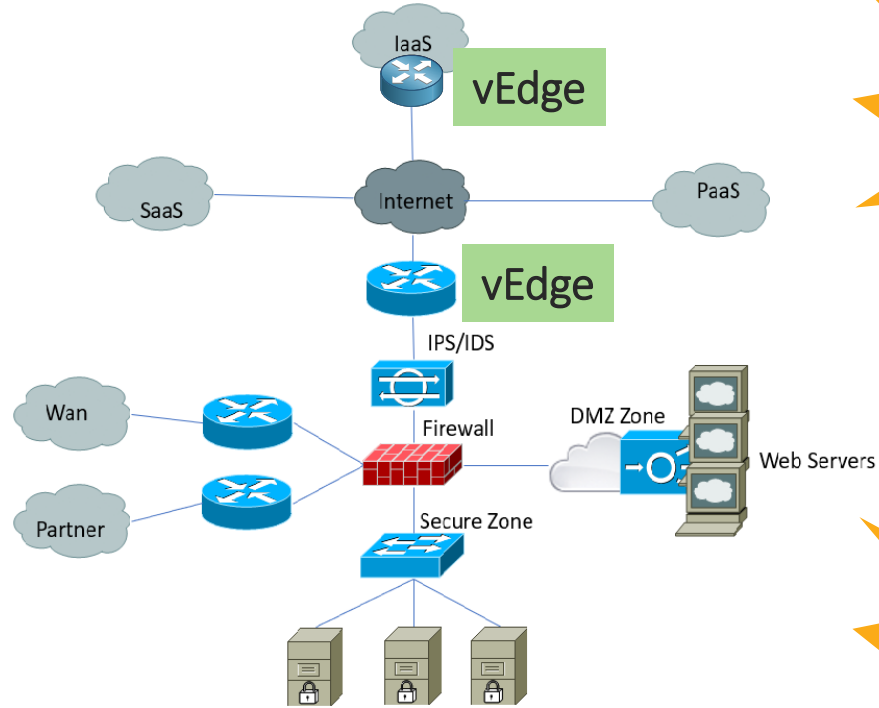 IaaS
vEdge
SaaS
Internet
PaaS
vEdge
IPS/IDS
Wan
Firewall
DMZ Zone
Web Servers
Partner
Secure Zone